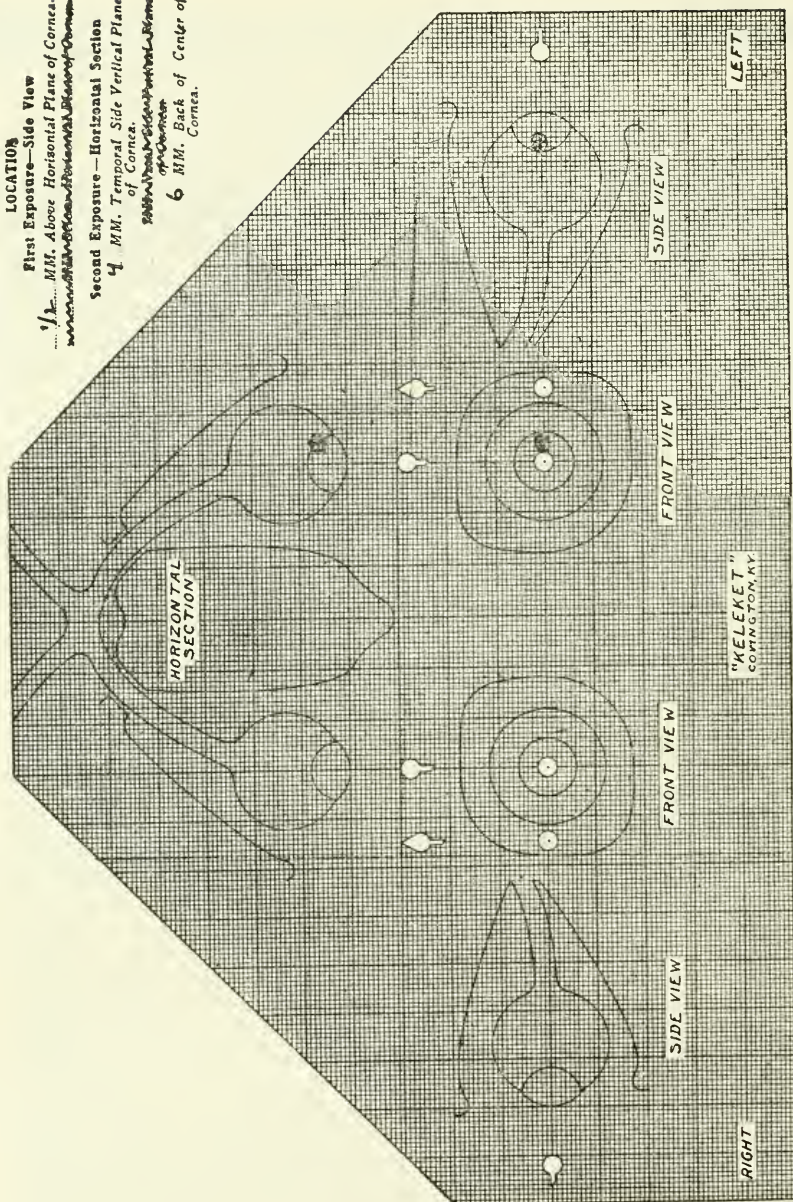 LOCATION
First Exposure—Side View
1/2 MM. Above Horizontal Plane of Cornea.
Second Exposure—Horizontal Section
4 MM. Temporal Side Vertical Plane
of Cornea.
6 MM. Back of Center of
Cornea.
HORIZONTAL
SECTION
SIDE VIEW
FRONT VIEW
FRONT VIEW
SIDE VIEW
RIGHT
"KELEKET"
COVINGTON, KY.
LEFT